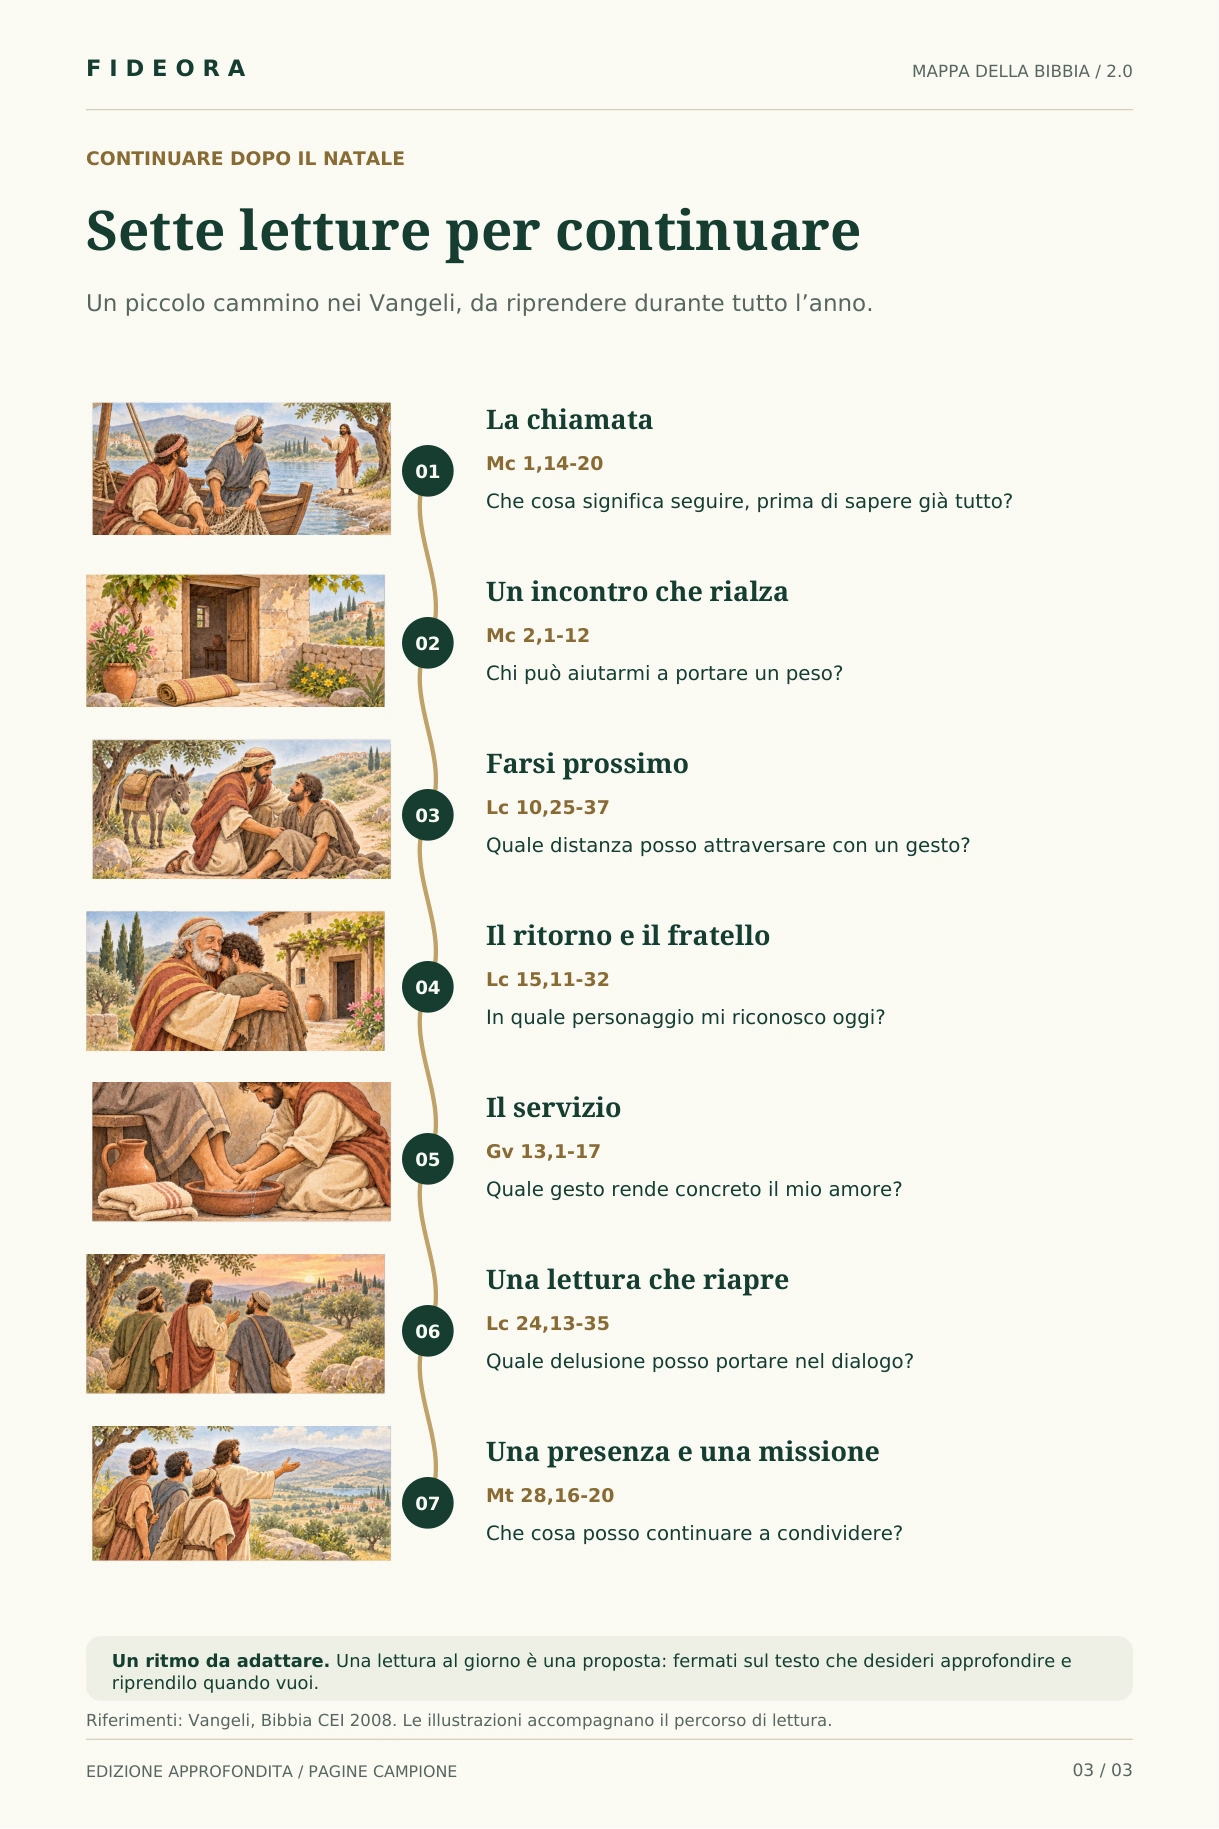 FIDEORA
MAPPA DELLA BIBBIA / 2.0
CONTINUARE DOPO IL NATALE
Sette letture per continuare
Un piccolo cammino nei Vangeli, da riprendere durante tutto l’anno.
01
La chiamata
Mc 1,14-20
Che cosa significa seguire, prima di sapere già tutto?
02
Un incontro che rialza
Mc 2,1-12
Chi può aiutarmi a portare un peso?
03
Farsi prossimo
Lc 10,25-37
Quale distanza posso attraversare con un gesto?
04
Il ritorno e il fratello
Lc 15,11-32
In quale personaggio mi riconosco oggi?
05
Il servizio
Gv 13,1-17
Quale gesto rende concreto il mio amore?
06
Una lettura che riapre
Lc 24,13-35
Quale delusione posso portare nel dialogo?
07
Una presenza e una missione
Mt 28,16-20
Che cosa posso continuare a condividere?
Un ritmo da adattare. Una lettura al giorno è una proposta: fermati sul testo che desideri approfondire e
riprendilo quando vuoi.
Riferimenti: Vangeli, Bibbia CEI 2008. Le illustrazioni accompagnano il percorso di lettura.
EDIZIONE APPROFONDITA / PAGINE CAMPIONE
03 / 03